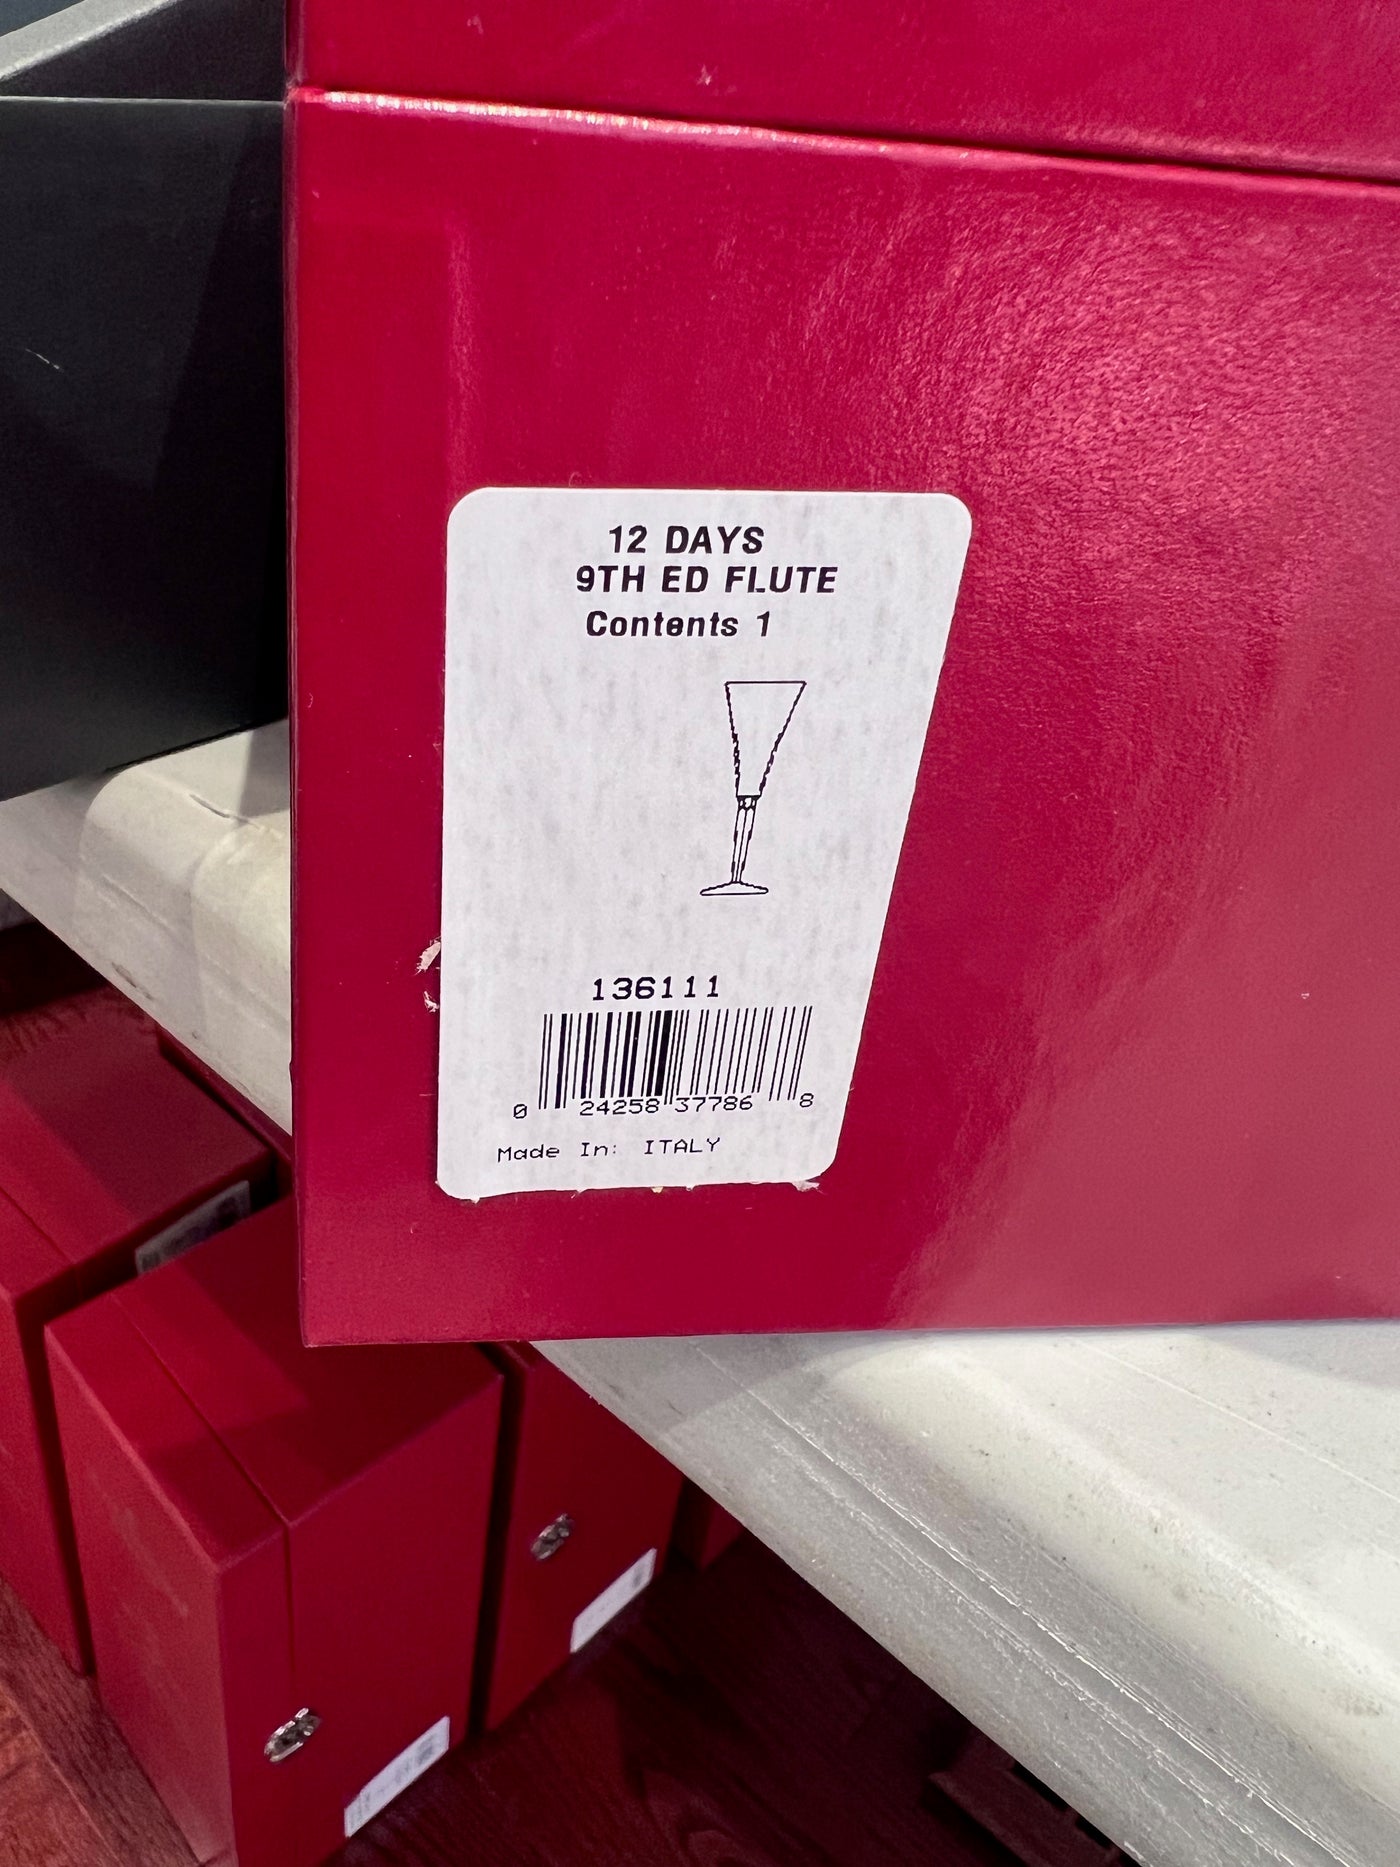 12 DAYS
9TH ED FLUTE
Contents 1
136111
0 24258 37786 8
Made In: ITALY